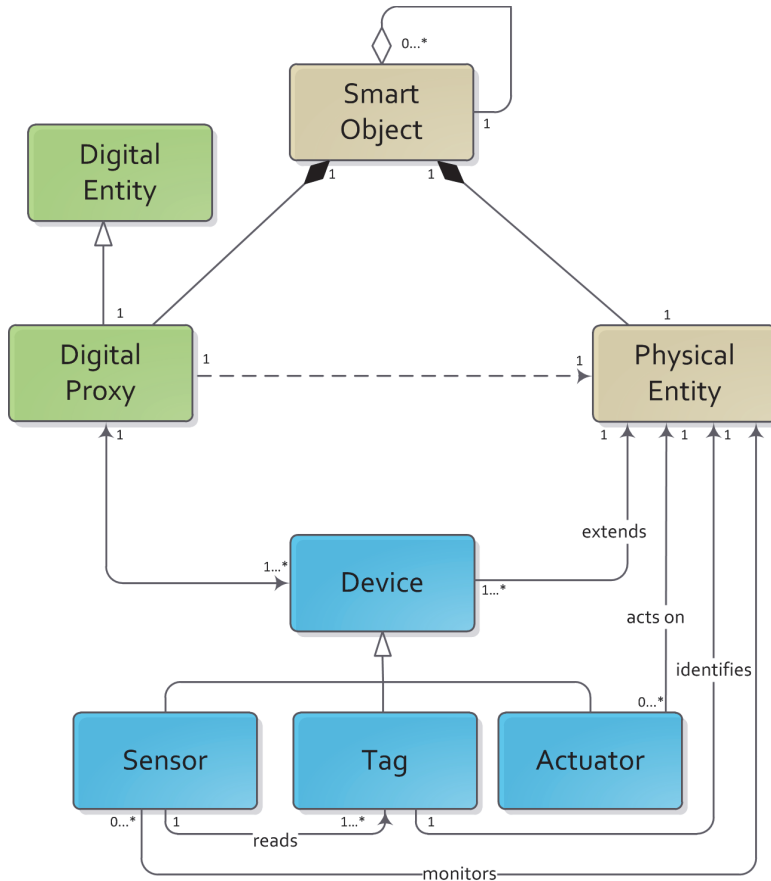 0...*
Smart
Object
1
Digital
Entity
1
1
1
1
Digital
Proxy
1
1
Physical
Entity
1
1
1
1
extends
Device
1...*
1...*
acts on
identifies
0...*
Sensor
Tag
Actuator
0...*
1
reads
1...*
1
monitors